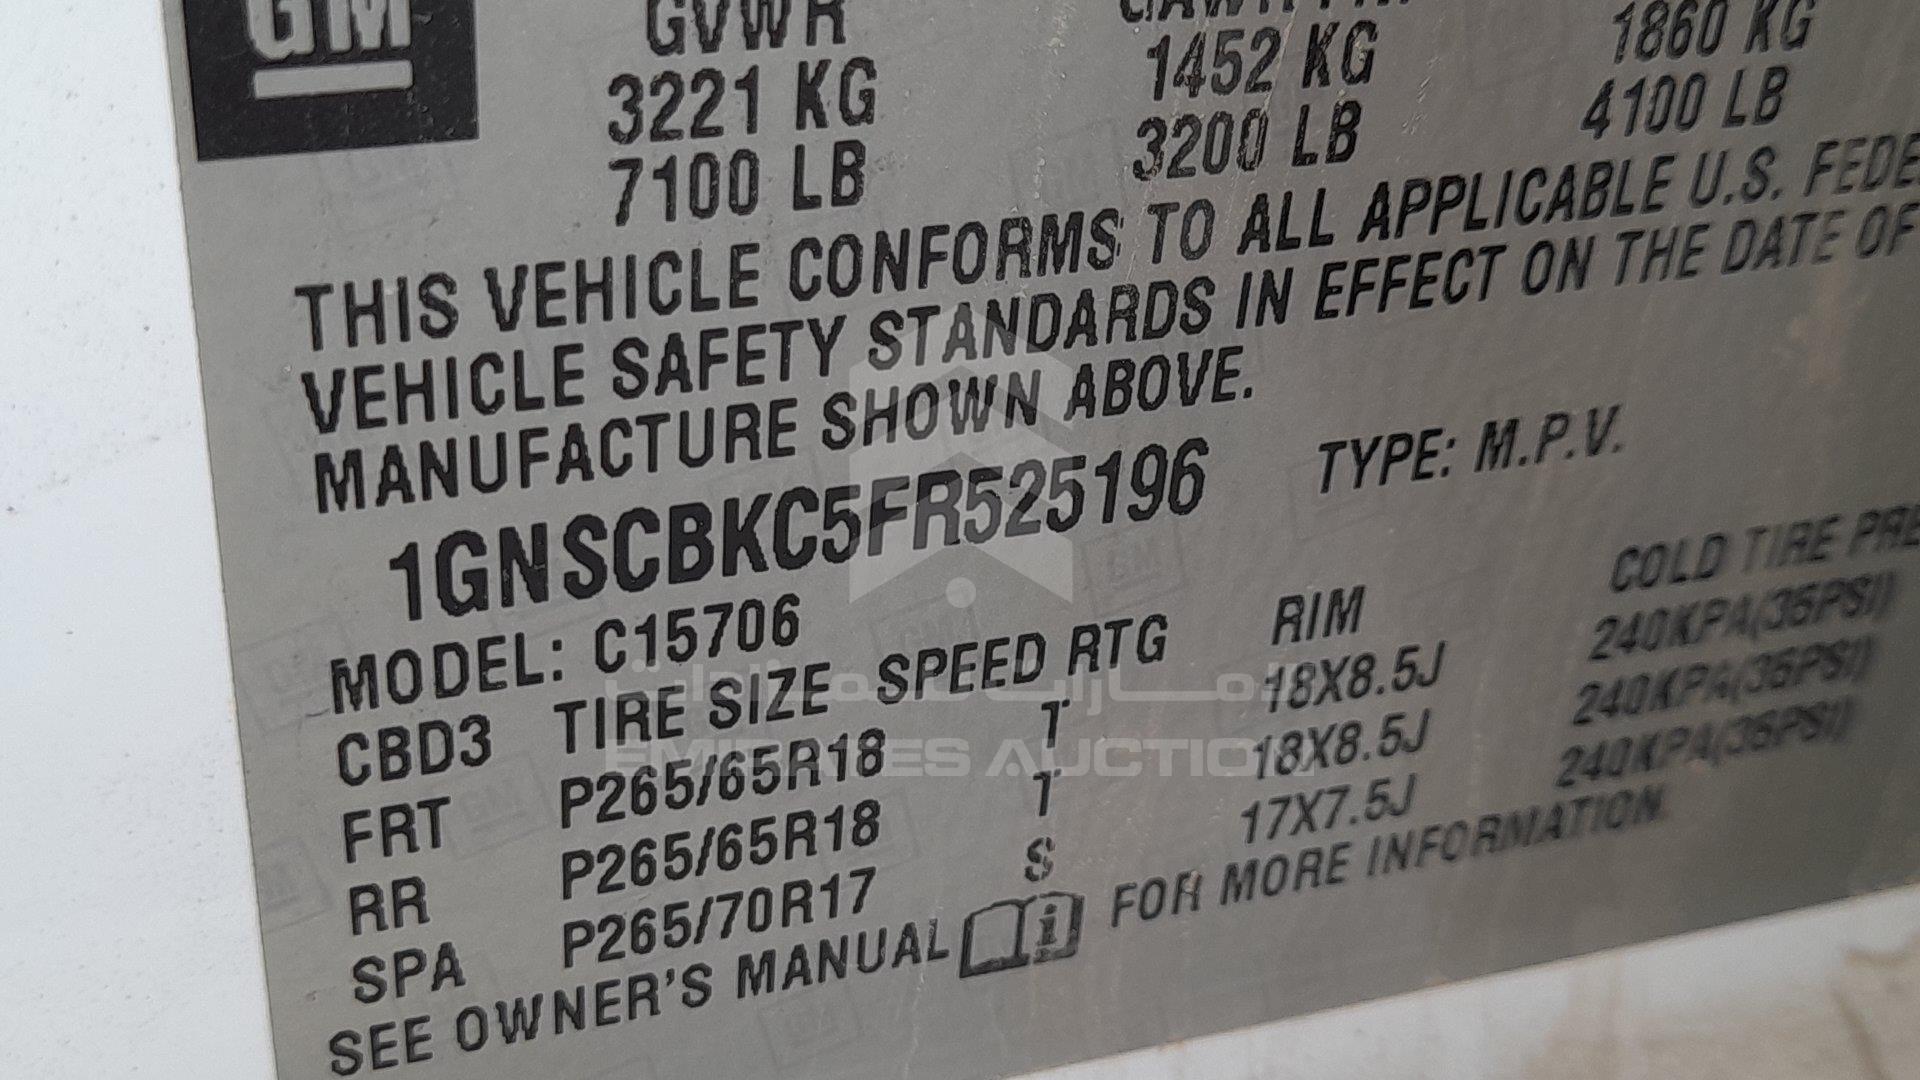 GM GVWR
3221 KG 1452 KG 1860 KG
7100 LB 3200 LB 4100 LB
THIS VEHICLE CONFORMS TO ALL APPLICABLE U.S.
VEHICLE SAFETY STANDARDS IN EFFECT ON THE DATE OF
MANUFACTURE SHOWN ABOVE.
1GNSCBKC5FR525196 TYPE: M.P.V.
MODEL: C15706
CBD3 TIRE SIZE SPEED RTG RIM COLD TIRE
FRT P265/65R18 T 18X8.5J 240KPA(35PSI)
RR P265/65R18 T 18X8.5J 240KPA(35PSI)
SPA P265/70R17 S 17X7.5J 240KPA(35PSI)
SEE OWNER'S MANUAL i FOR MORE INFORMATION.
الإمارات للمزادات
EMIRATES AUCTION